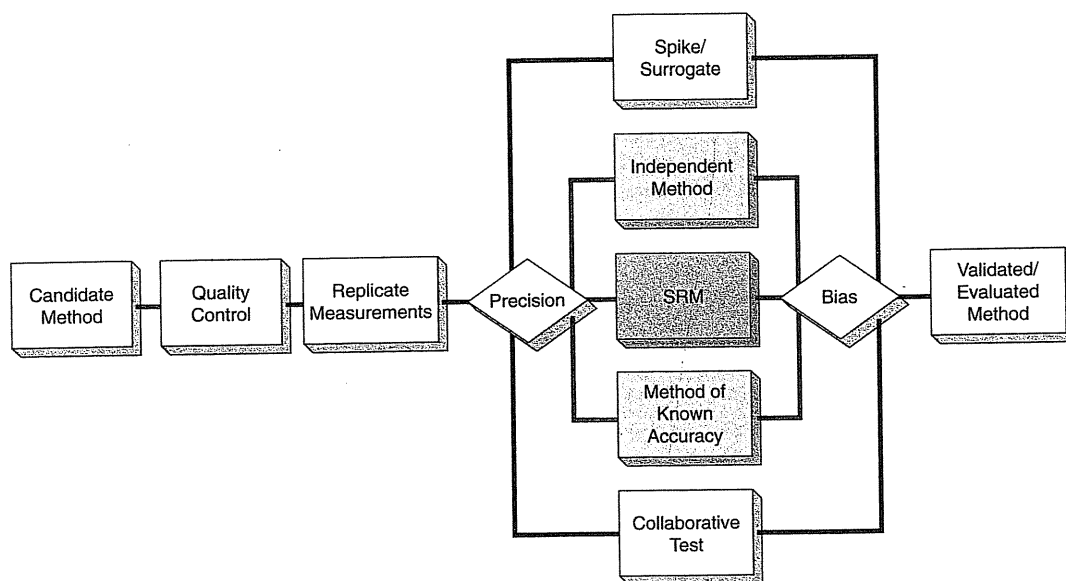 Candidate
Method
Quality
Control
Replicate
Measurements
Precision
Spike/
Surrogate
Independent
Method
SRM
Method of
Known
Accuracy
Collaborative
Test
Bias
Validated/
Evaluated
Method